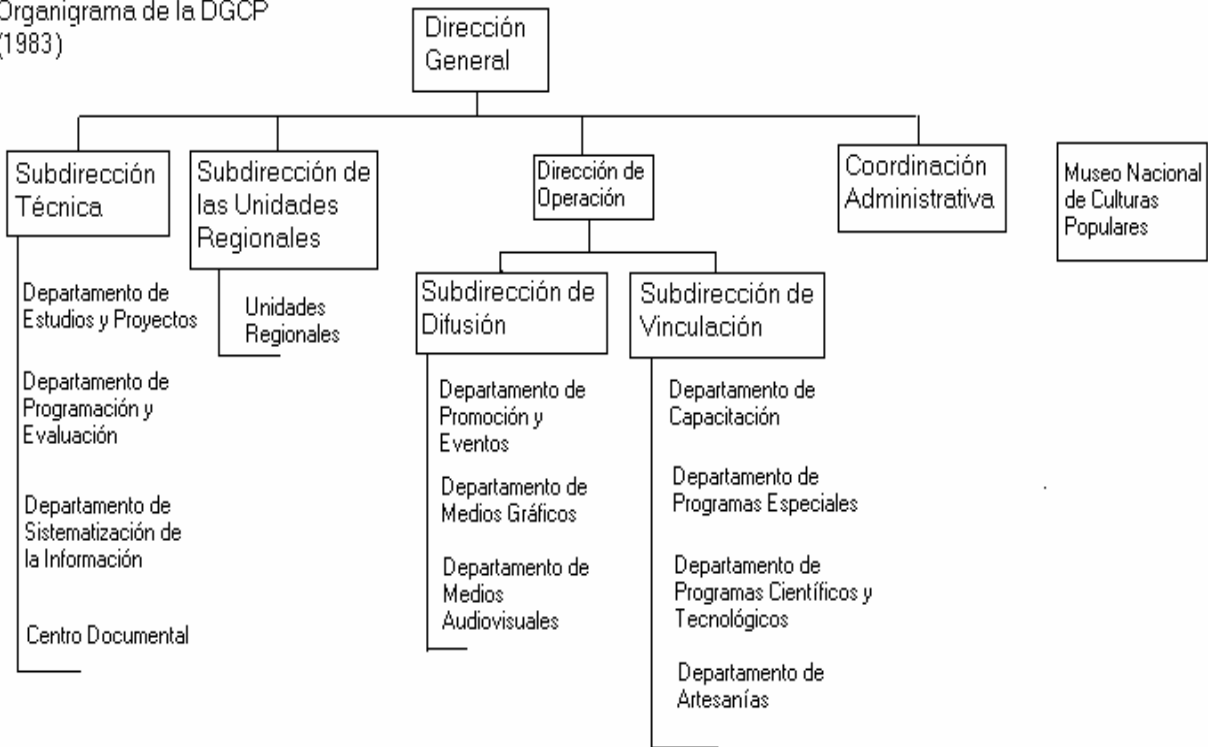 Organigrama de la DGCP
(1983)
Dirección
General
Subdirección
Técnica
Subdirección de
las Unidades
Regionales
Dirección de
Operación
Coordinación
Administrativa
Museo Nacional
de Culturas
Populares
Departamento de
Estudios y Proyectos
Departamento de
Programación y
Evaluación
Departamento de
Sistematización de
la Información
Centro Documental
Unidades
Regionales
Subdirección de
Difusión
Departamento de
Promoción y
Eventos
Departamento de
Medios Gráficos
Departamento de
Medios
Audiovisuales
Subdirección de
Vinculación
Departamento de
Capacitación
Departamento de
Programas Especiales
Departamento de
Programas Científicos y
Tecnológicos
Departamento de
Artesanías